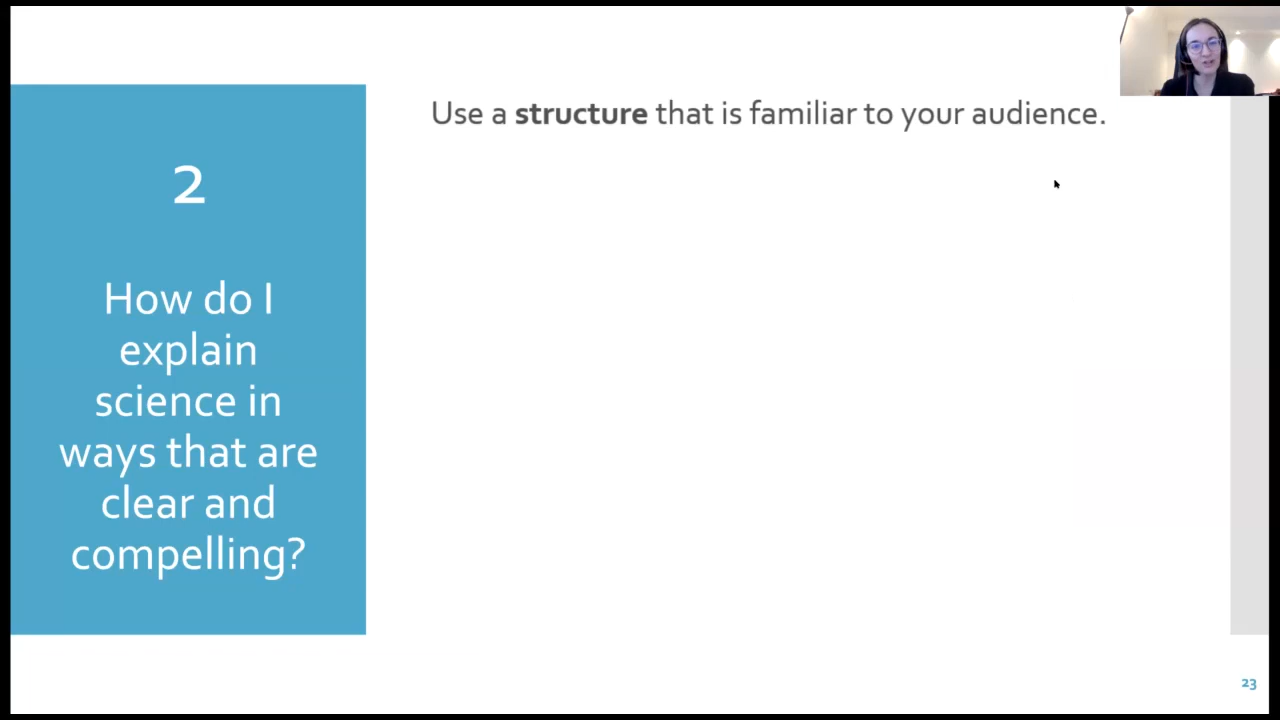 2
How do I
explain
science in
ways that are
clear and
compelling?
Use a structure that is familiar to your audience.
23